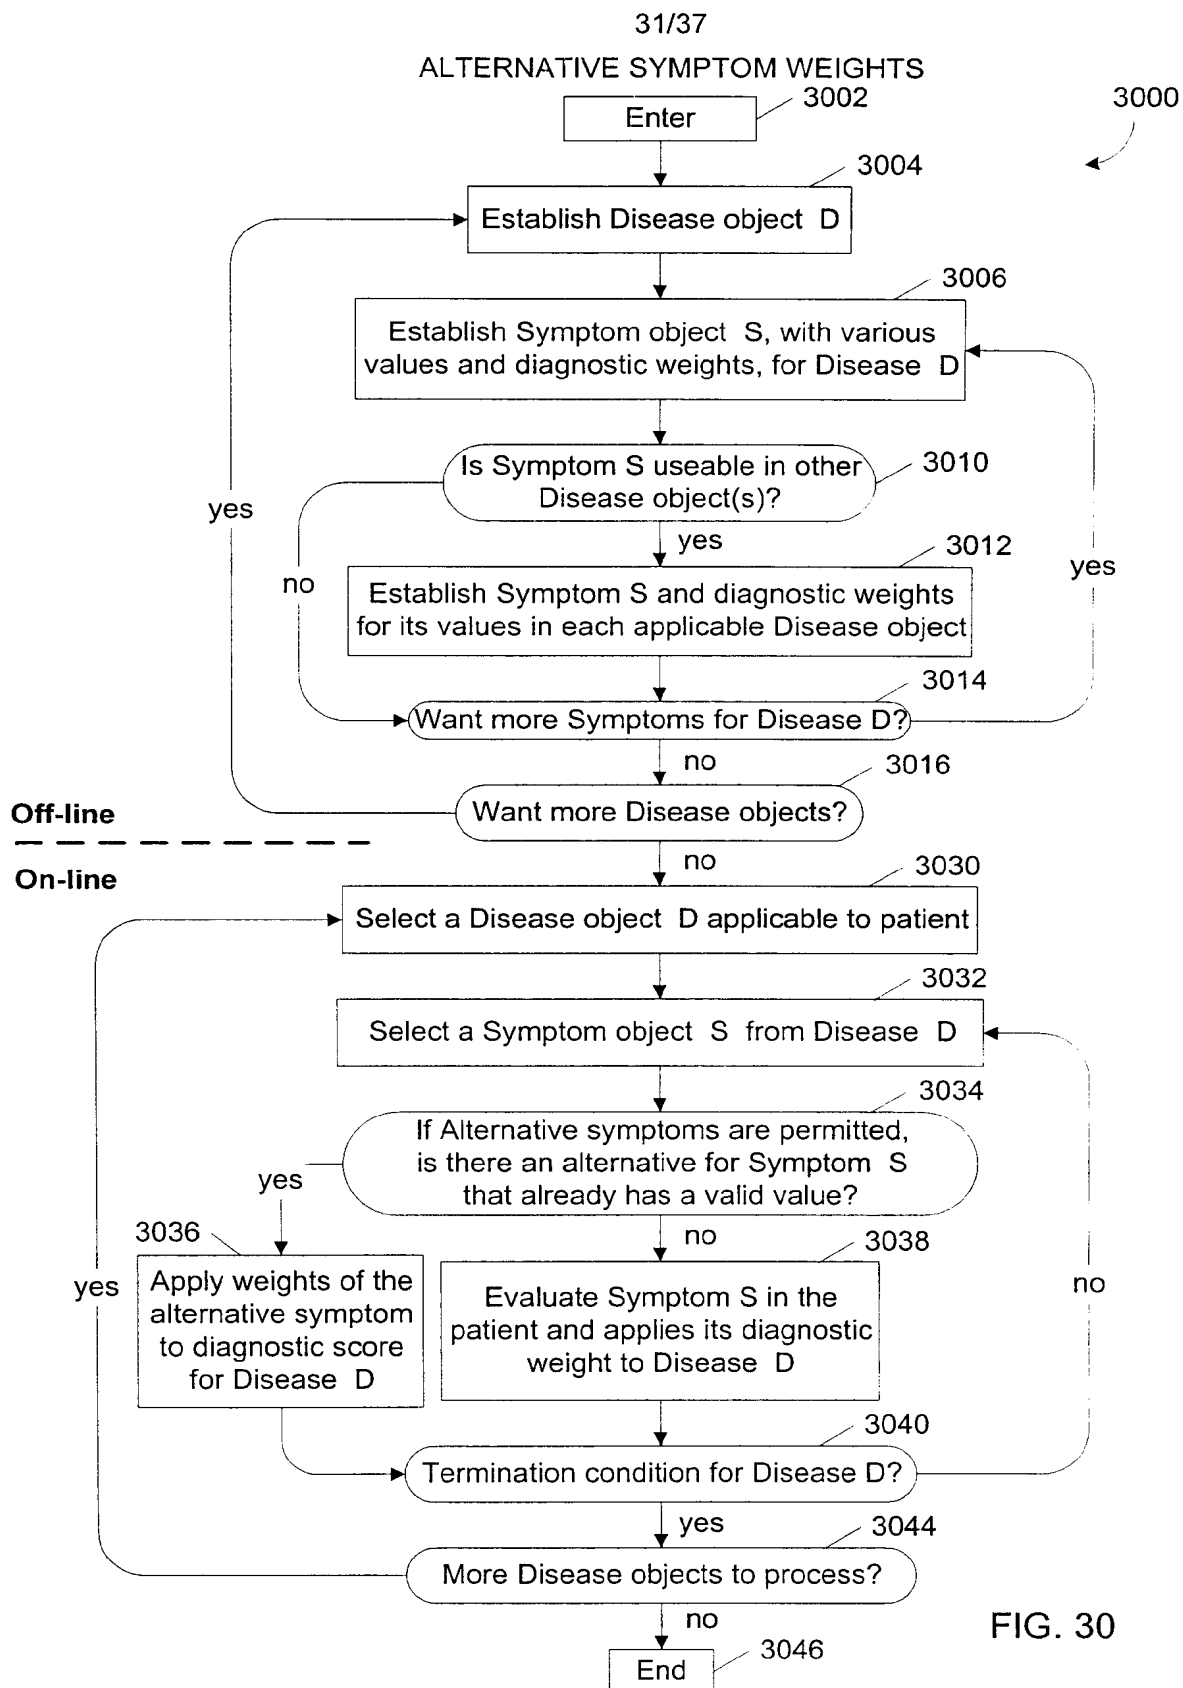 31/37
ALTERNATIVE SYMPTOM WEIGHTS
3002
Enter
3000
3004
Establish Disease object D
3006
Establish Symptom object S, with various
values and diagnostic weights, for Disease D
Is Symptom S useable in other
Disease object(s)?
3010
yes
yes
no
3012
yes
Establish Symptom S and diagnostic weights
for its values in each applicable Disease object
3014
Want more Symptoms for Disease D?
no
3016
Want more Disease objects?
Off-line
On-line
no
3030
Select a Disease object D applicable to patient
3032
Select a Symptom object S from Disease D
3034
If Alternative symptoms are permitted,
is there an alternative for Symptom S
that already has a valid value?
yes
no
3036
3038
Apply weights of the
alternative symptom
to diagnostic score
for Disease D
Evaluate Symptom S in the
patient and applies its diagnostic
weight to Disease D
yes
no
3040
Termination condition for Disease D?
yes
3044
More Disease objects to process?
no
FIG. 30
3046
End